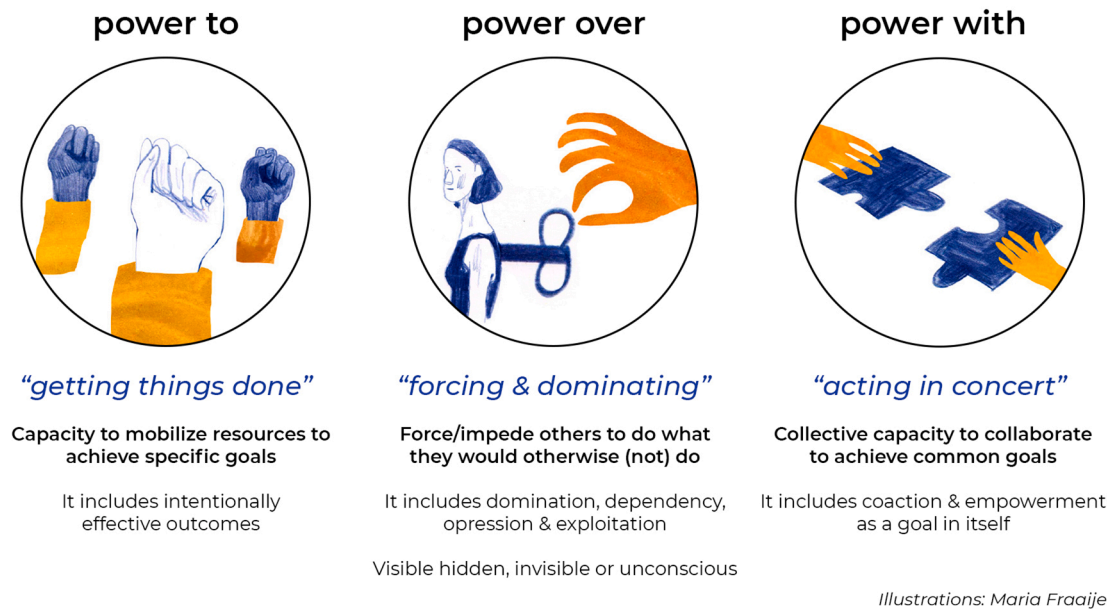 power to
“getting things done”
Capacity to mobilize resources to
achieve specific goals
It includes intentionally
effective outcomes
power over
“forcing & dominating”
Force/impede others to do what
they would otherwise (not) do
It includes domination, dependency,
opression & exploitation
Visible hidden, invisible or unconscious
power with
“acting in concert”
Collective capacity to collaborate
to achieve common goals
It includes coaction & empowerment
as a goal in itself
Illustrations: Maria Fraaije